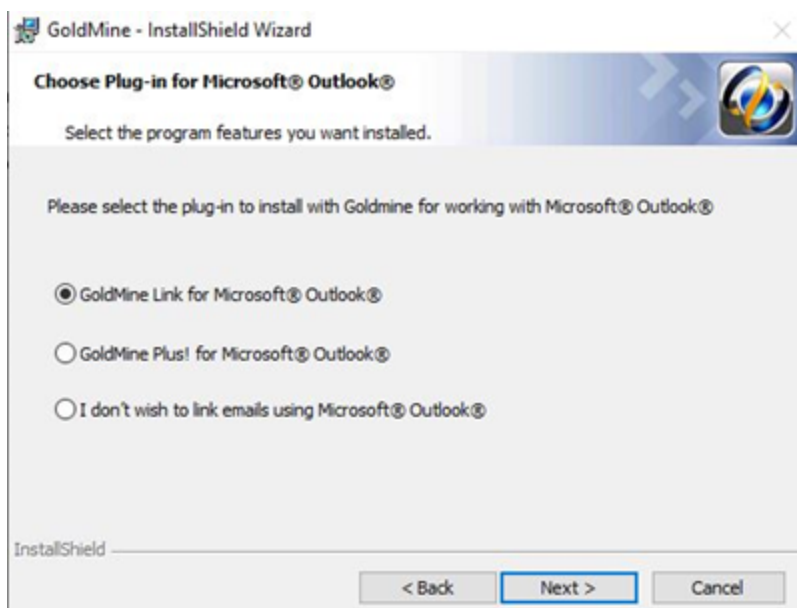 GoldMine - InstallShield Wizard
Choose Plug-in for Microsoft® Outlook®
Select the program features you want installed.
Please select the plug-in to install with Goldmine for working with Microsoft® Outlook®
GoldMine Link for Microsoft® Outlook®
GoldMine Plus! for Microsoft® Outlook®
I don't wish to link emails using Microsoft® Outlook®
InstallShield
< Back Next > Cancel